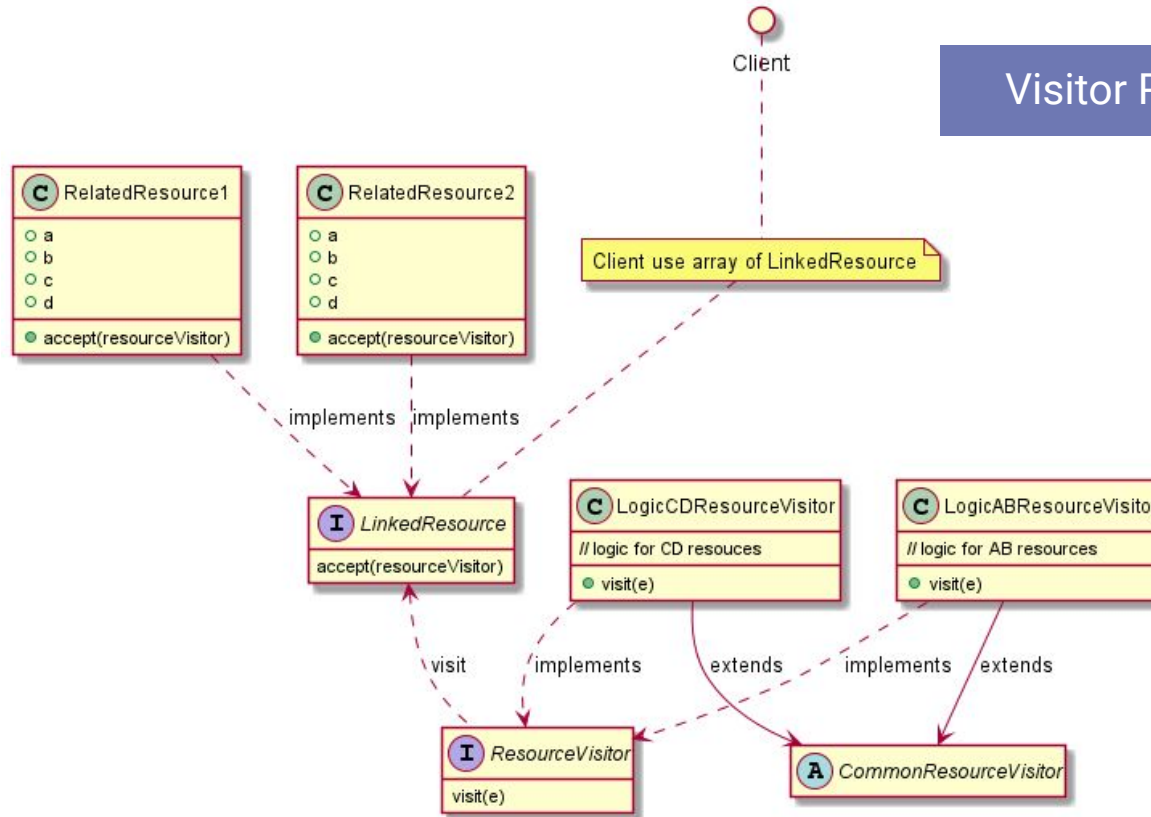 Client
Visitor P
C RelatedResource1
a
b
c
d
accept(resourceVisitor)
C RelatedResource2
a
b
c
d
accept(resourceVisitor)
Client use array of LinkedResource
implements
implements
I LinkedResource
accept(resourceVisitor)
C LogicCDResourceVisitor
// logic for CD resouces
visit(e)
C LogicABResourceVisito
// logic for AB resources
visit(e)
visit
implements
extends
implements
extends
I ResourceVisitor
visit(e)
A CommonResourceVisitor